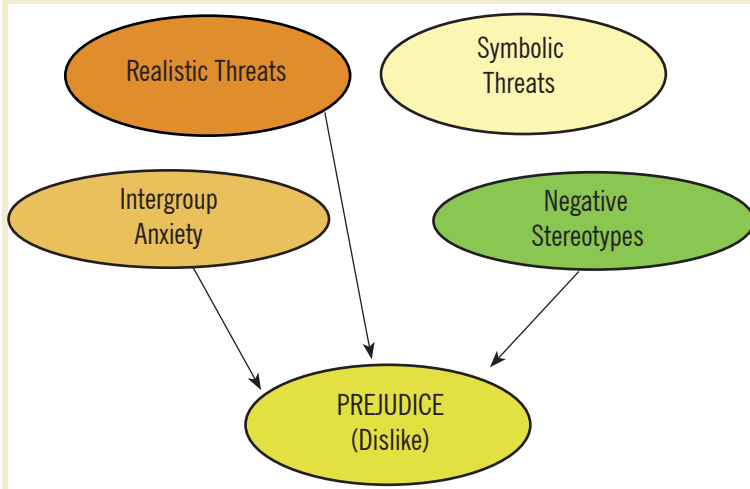 Realistic Threats
Symbolic
Threats
Intergroup
Anxiety
Negative
Stereotypes
PREJUDICE
(Dislike)